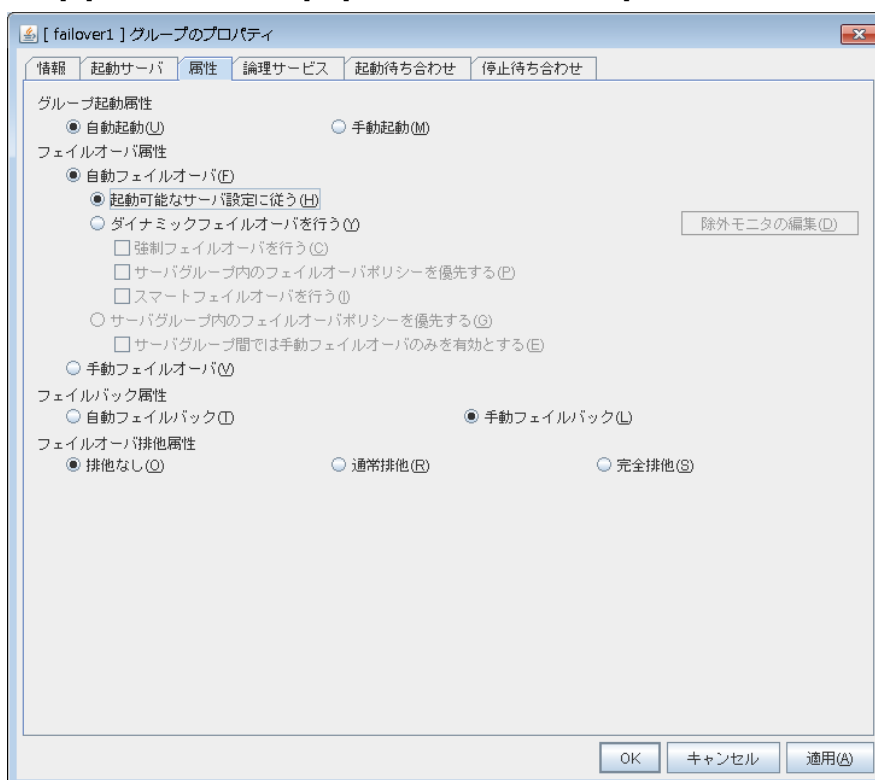 [ failover1 ] グループのプロパティ
情報 起動サーバ 属性 論理サービス 起動待ち合わせ 停止待ち合わせ
グループ起動属性
自動起動(U) 手動起動(M)
フェイルオーバ属性
自動フェイルオーバ(F)
起動可能なサーバ設定に従う(H)
ダイナミックフェイルオーバを行う(Y) 除外モニタの編集(D)
強制フェイルオーバを行う(C)
サーバグループ内のフェイルオーバポリシーを優先する(P)
スマートフェイルオーバを行う(I)
サーバグループ内のフェイルオーバポリシーを優先する(G)
サーバグループ間では手動フェイルオーバのみを有効とする(E)
手動フェイルオーバ(V)
フェイルバック属性
自動フェイルバック(T) 手動フェイルバック(L)
フェイルオーバ排他属性
排他なし(O) 通常排他(R) 完全排他(S)
OK キャンセル 適用(A)